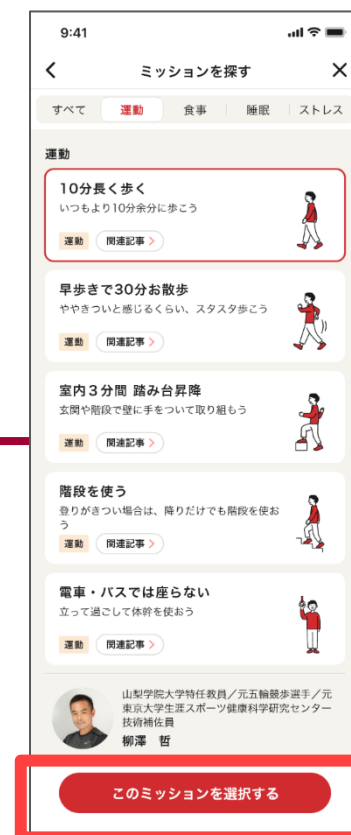 9:41
ミッションを探す
すべて 運動 食事 睡眠 ストレス
運動
10分長く歩く
いつもより10分余分に歩こう
運動 関連記事
早歩きで30分お散歩
ややきついと感じるくらい、スタスタ歩こう
運動 関連記事
室内3分間 踏み台昇降
玄関や階段で壁に手をついて取り組もう
運動 関連記事
階段を使う
登りがきつい場合は、降りだけでも階段を使お
う
運動 関連記事
電車・バスでは座らない
立って過ごして体幹を使おう
運動 関連記事
山梨学院大学特任教員／元五輪競歩選手／元
東京大学生涯スポーツ健康科学研究センター
技術補佐員
柳澤 哲
このミッションを選択する